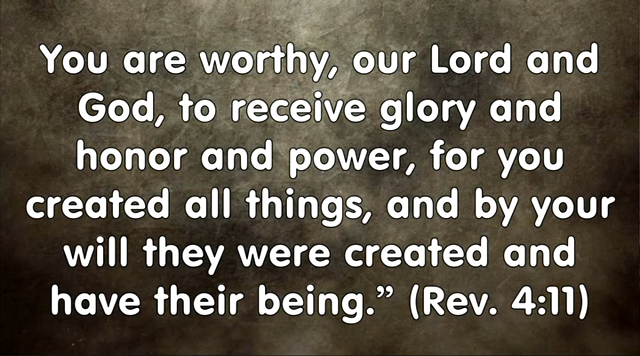 You are worthy, our Lord and
God, to receive glory and
honor and power, for you
created all things, and by your
will they were created and
have their being.” (Rev. 4:11)